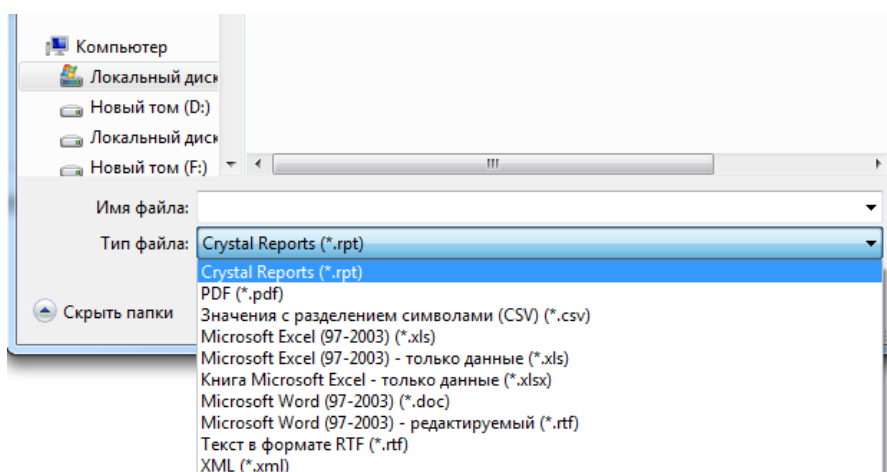 Компьютер
Локальный диск
Новый том (D:)
Локальный диск
Новый том (F:)
Имя файла:
Тип файла: Crystal Reports (*.rpt)
Crystal Reports (*.rpt)
PDF (*.pdf)
Значения с разделением символами (CSV) (*.csv)
Microsoft Excel (97-2003) (*.xls)
Microsoft Excel (97-2003) - только данные (*.xls)
Книга Microsoft Excel - только данные (*.xlsx)
Microsoft Word (97-2003) (*.doc)
Microsoft Word (97-2003) - редактируемый (*.rtf)
Текст в формате RTF (*.rtf)
XML (*.xml)
Скрыть папки